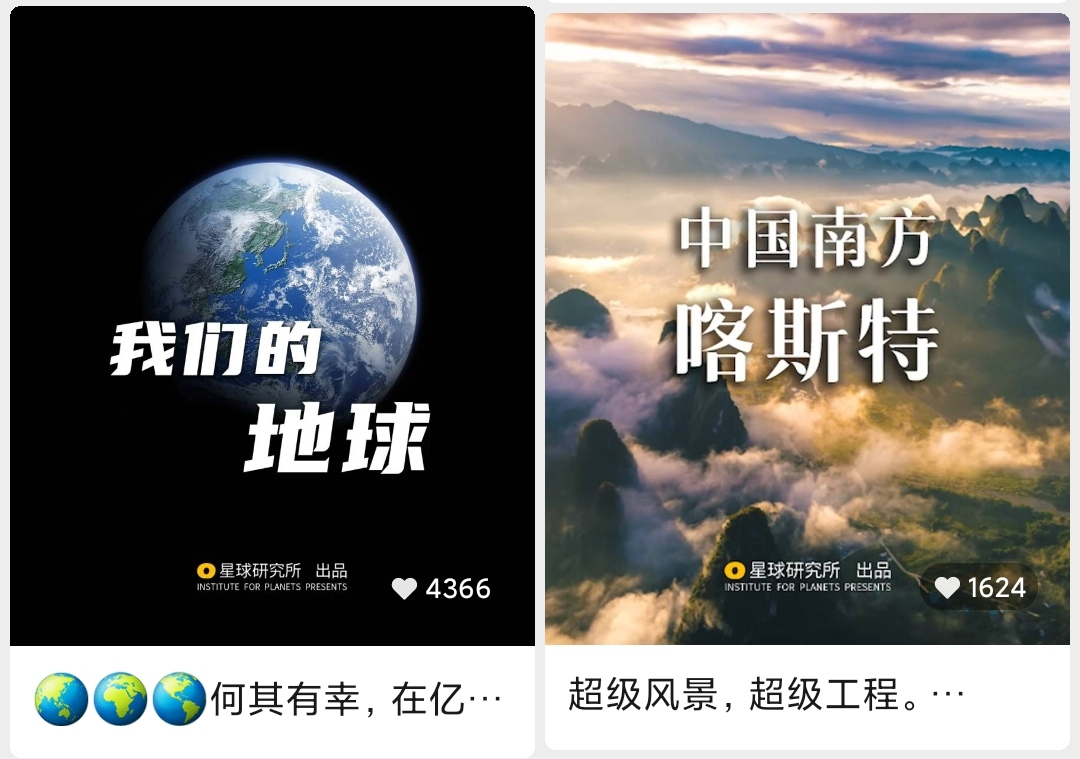 我们的
地球
星球研究所 出品
INSTITUTE FOR PLANETS PRESENTS
4366
🌏🌍🌎何其有幸，在亿…
中国南方
喀斯特
星球研究所 出品
INSTITUTE FOR PLANETS PRESENTS
1624
超级风景，超级工程。…